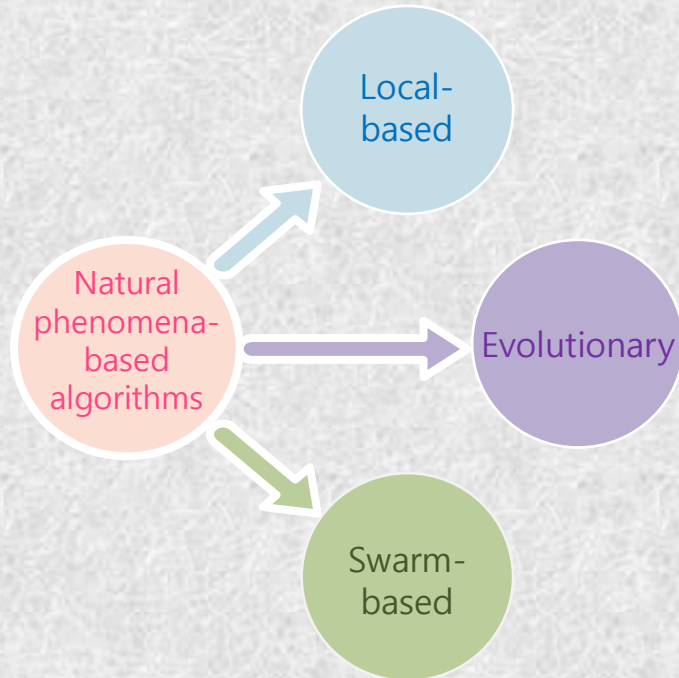 Local-
based
Natural
phenomena-
based
algorithms
Evolutionary
Swarm-
based